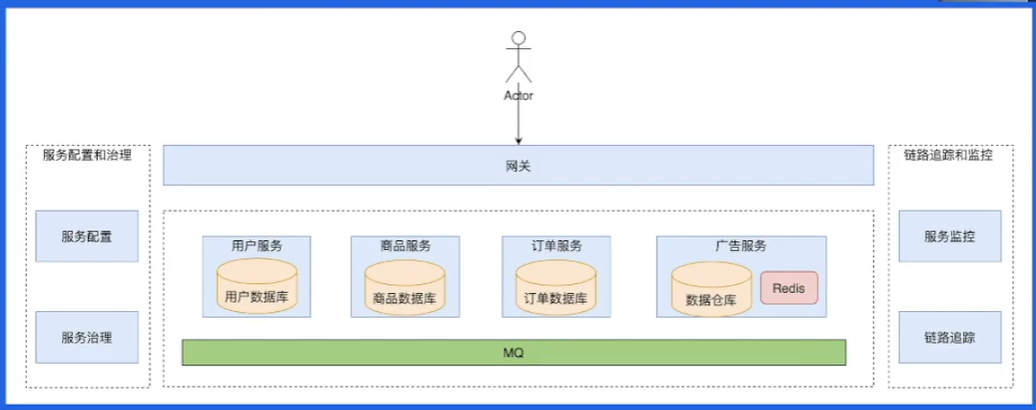 Actor
服务配置和治理
网关
链路追踪和监控
服务配置
用户服务
商品服务
订单服务
广告服务
服务监控
用户数据库
商品数据库
订单数据库
数据仓库
Redis
服务治理
MQ
链路追踪